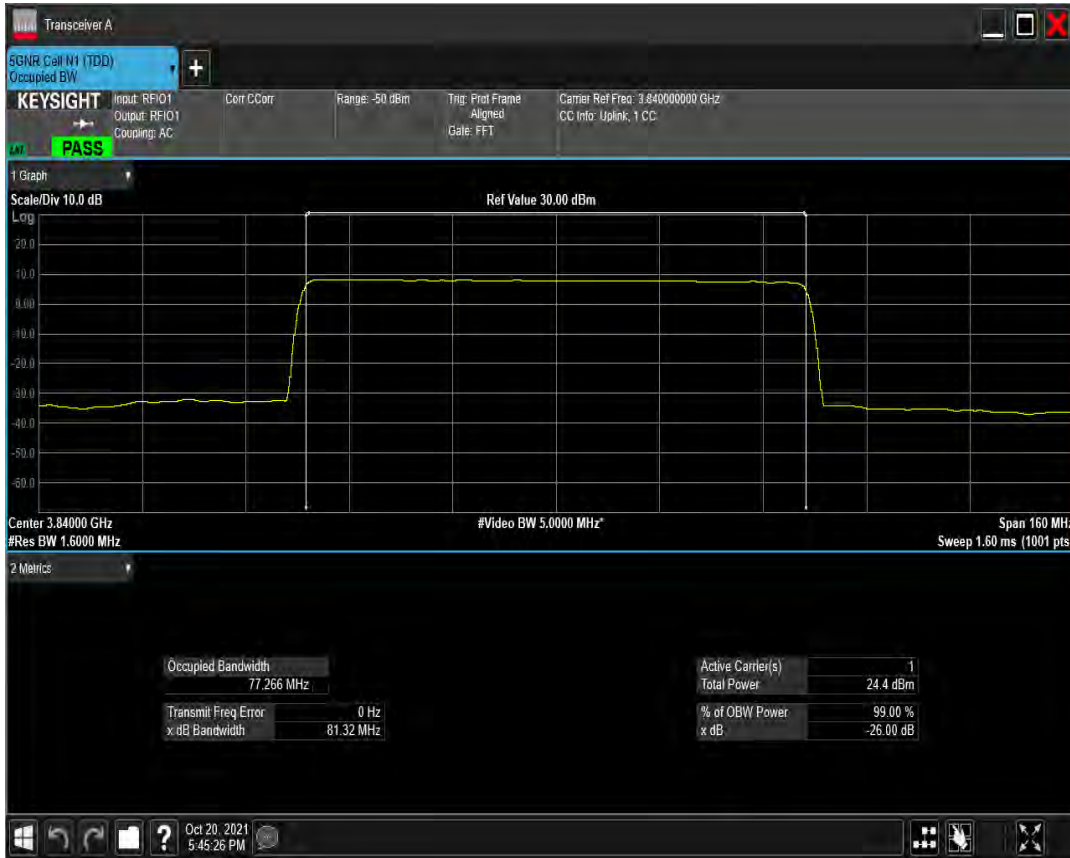 Transceiver A
5GNR Cell N1 (TDD)
Occupied BW
+
KEYSIGHT
PASS
Input: RFIO1
Output: RFIO1
Coupling: AC
Corr CCorr
Range: -50 dBm
Trig: Prot Frame
Aligned
Gate: FFT
Carrier Ref Freq: 3.840000000 GHz
CC Info: Uplink, 1 CC
1 Graph
Scale/Div 10.0 dB
Ref Value 30.00 dBm
Log
20.0
10.0
0.00
-10.0
-20.0
-30.0
-40.0
-50.0
-60.0
Center 3.84000 GHz
#Video BW 5.0000 MHz*
Span 160 MHz
#Res BW 1.6000 MHz
Sweep 1.60 ms (1001 pts
2 Metrics
Occupied Bandwidth
77.266 MHz
Transmit Freq Error 0 Hz
x dB Bandwidth 81.32 MHz
Active Carrier(s) 1
Total Power 24.4 dBm
% of OBW Power 99.00 %
x dB -26.00 dB
?
Oct 20, 2021
5:45:26 PM